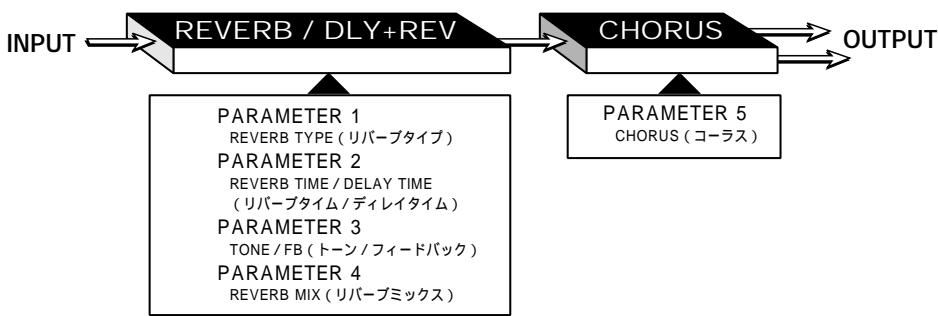 INPUT
REVERB / DLY+REV
CHORUS
OUTPUT
PARAMETER 1
REVERB TYPE (リバーブタイプ)
PARAMETER 2
REVERB TIME / DELAY TIME
(リバーブタイム / ディレイタイム)
PARAMETER 3
TONE / FB (トーン / フィードバック)
PARAMETER 4
REVERB MIX (リバーブミックス)
PARAMETER 5
CHORUS (コーラス)